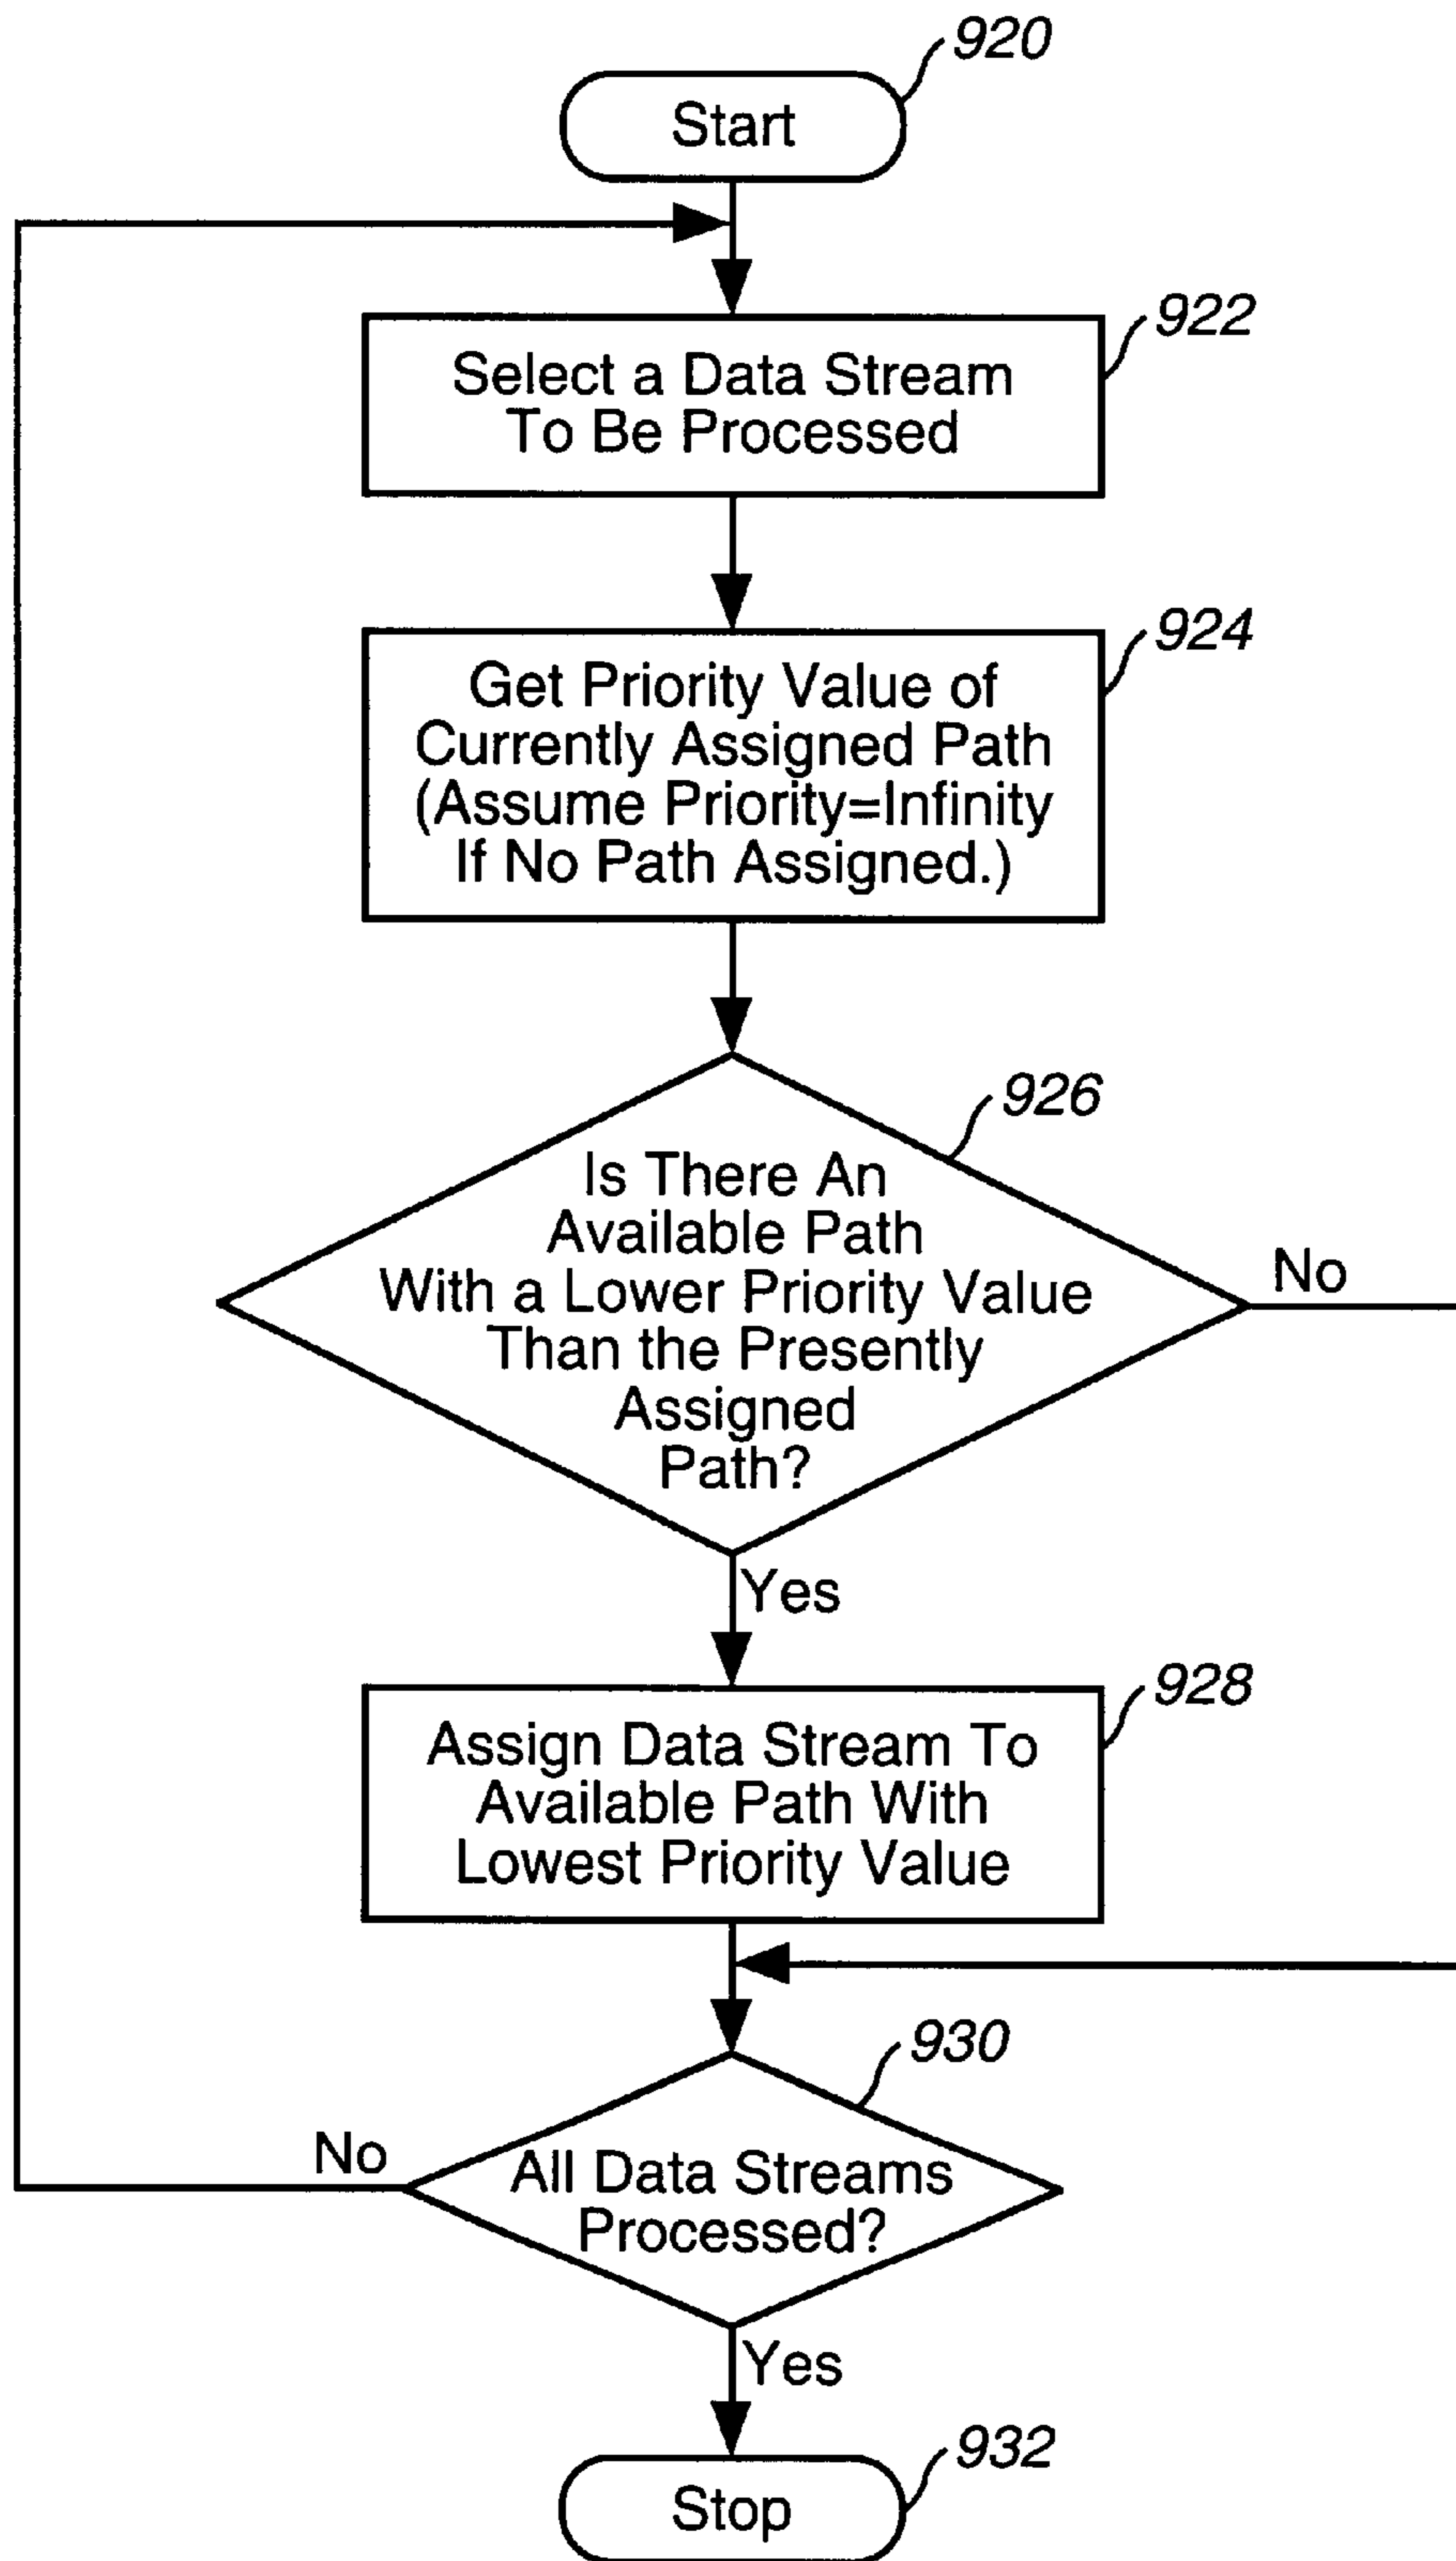 920
Start
922
Select a Data Stream
To Be Processed
924
Get Priority Value of
Currently Assigned Path
(Assume Priority=Infinity
If No Path Assigned.)
926
Is There An
Available Path
With a Lower Priority Value
Than the Presently
Assigned
Path?
No
Yes
928
Assign Data Stream To
Available Path With
Lowest Priority Value
930
No
All Data Streams
Processed?
Yes
932
Stop